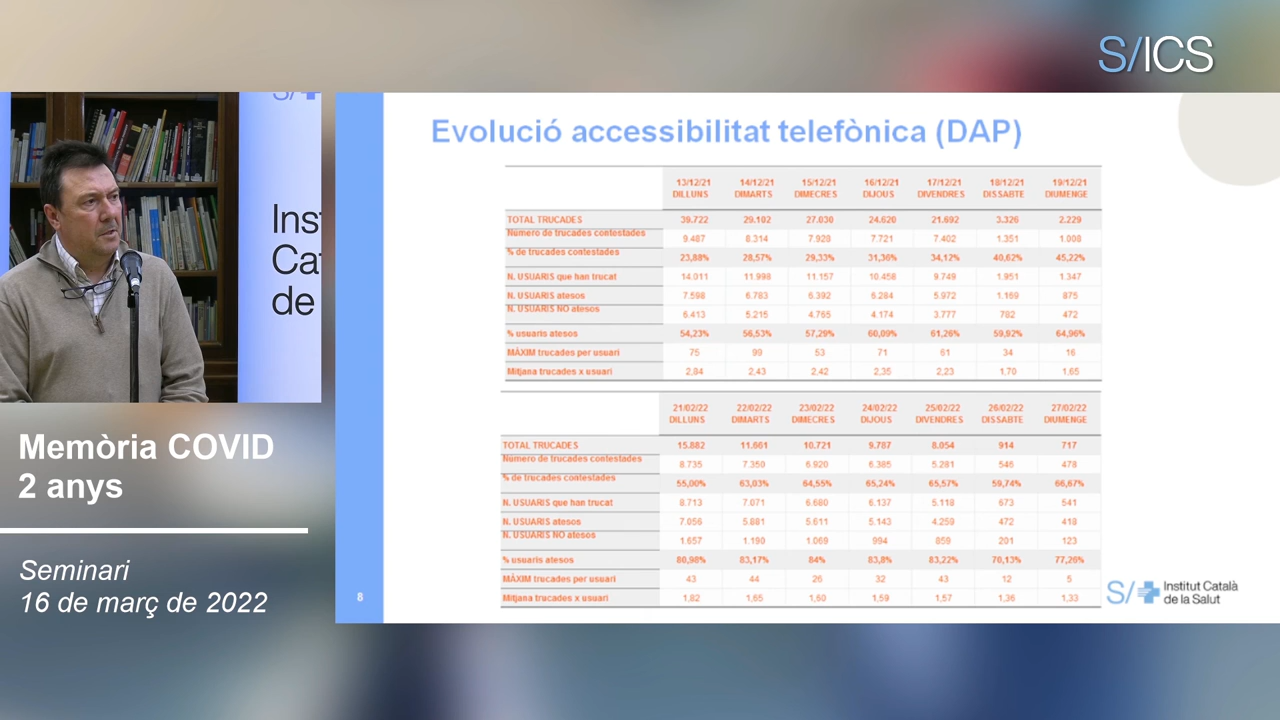 S/ICS
S/
Ins
Ca
de
Memòria COVID
2 anys
Seminari
16 de març de 2022
Evolució accessibilitat telefònica (DAP)
13/12/21 14/12/21 15/12/21 16/12/21 17/12/21 18/12/21 19/12/21
DILLUNS DIMARTS DIMECRES DIJOUS DIVENDRES DISSABTE DIUMENGE
TOTAL TRUCADES 39.722 29.102 27.030 24.620 21.692 3.326 2.229
Número de trucades contestades 9.487 8.314 7.928 7.721 7.402 1.351 1.008
% de trucades contestades 23,88% 28,57% 29,33% 31,36% 34,12% 40,62% 45,22%
N. USUARIS que han trucat 14.011 11.998 11.157 10.458 9.749 1.951 1.347
N. USUARIS atesos 7.598 6.783 6.392 6.284 5.972 1.169 875
N. USUARIS NO atesos 6.413 5.215 4.765 4.174 3.777 782 472
% usuaris atesos 54,23% 56,53% 57,29% 60,09% 61,26% 59,92% 64,96%
MÀXIM trucades per usuari 75 99 53 71 61 34 16
Mitjana trucades x usuari 2,84 2,43 2,42 2,35 2,23 1,70 1,65
21/02/22 22/02/22 23/02/22 24/02/22 25/02/22 26/02/22 27/02/22
DILLUNS DIMARTS DIMECRES DIJOUS DIVENDRES DISSABTE DIUMENGE
TOTAL TRUCADES 15.882 11.661 10.721 9.787 8.054 914 717
Número de trucades contestades 8.735 7.350 6.920 6.385 5.281 546 478
% de trucades contestades 55,00% 63,03% 64,55% 65,24% 65,57% 59,74% 66,67%
N. USUARIS que han trucat 8.713 7.071 6.680 6.137 5.118 673 541
N. USUARIS atesos 7.056 5.881 5.611 5.143 4.259 472 418
N. USUARIS NO atesos 1.657 1.190 1.069 994 859 201 123
% usuaris atesos 80,98% 83,17% 84% 83,8% 83,22% 70,13% 77,26%
MÀXIM trucades per usuari 43 44 26 32 43 12 5
Mitjana trucades x usuari 1,82 1,65 1,60 1,59 1,57 1,36 1,33
8
S/ Institut Català
de la Salut